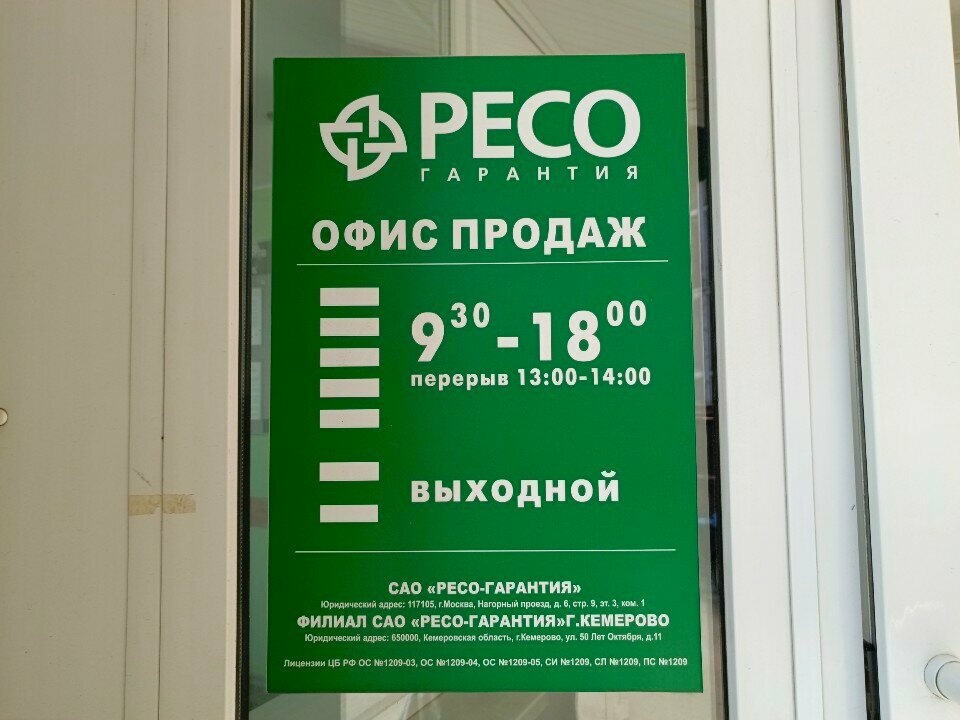 РЕСО
ГАРАНТИЯ
ОФИС ПРОДАЖ
9³⁰-18⁰⁰
перерыв 13:00-14:00
выходной
САО «РЕСО-ГАРАНТИЯ»
Юридический адрес: 117105, г.Москва, Нагорный проезд, д. 6, стр. 9, эт. 3, ком. 1
ФИЛИАЛ САО «РЕСО-ГАРАНТИЯ»Г.КЕМЕРОВО
Юридический адрес: 650000, Кемеровская область, г.Кемерово, ул. 50 Лет Октября, д.11
Лицензии ЦБ РФ ОС №1209-03, ОС №1209-04, ОС №1209-05, СИ №1209, СЛ №1209, ПС №1209